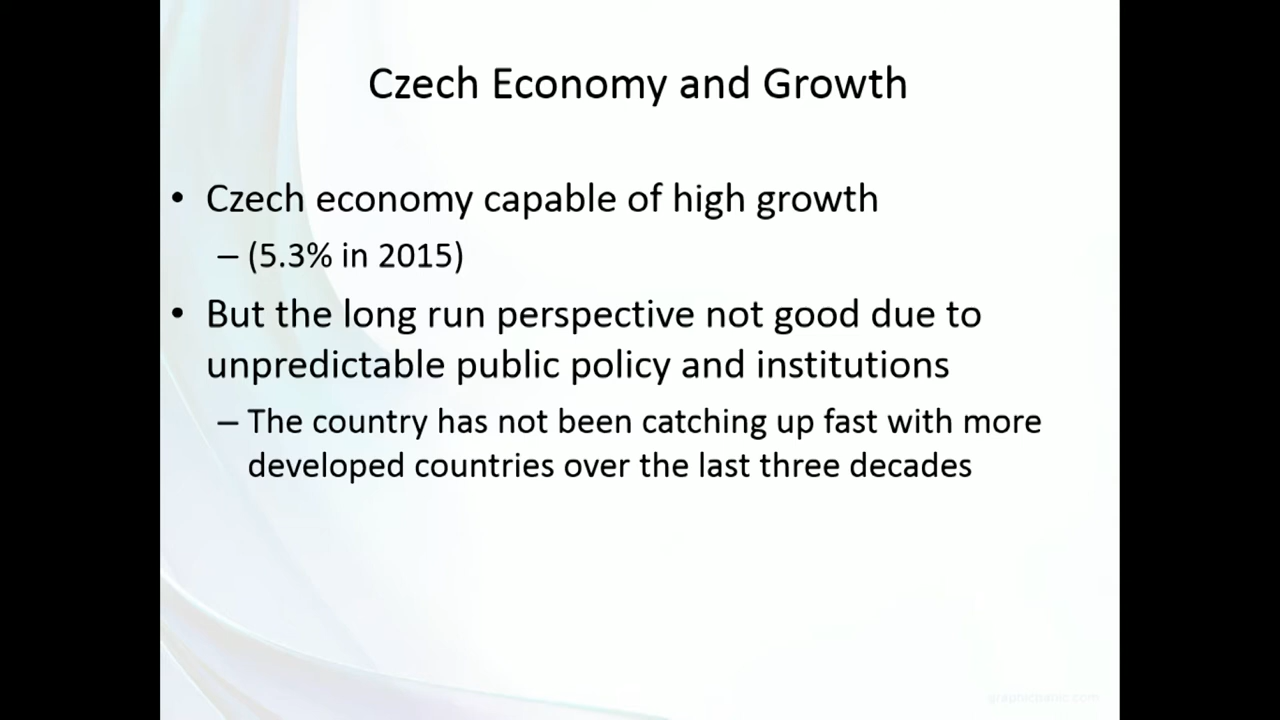 Czech Economy and Growth
• Czech economy capable of high growth
– (5.3% in 2015)
• But the long run perspective not good due to
unpredictable public policy and institutions
– The country has not been catching up fast with more
developed countries over the last three decades